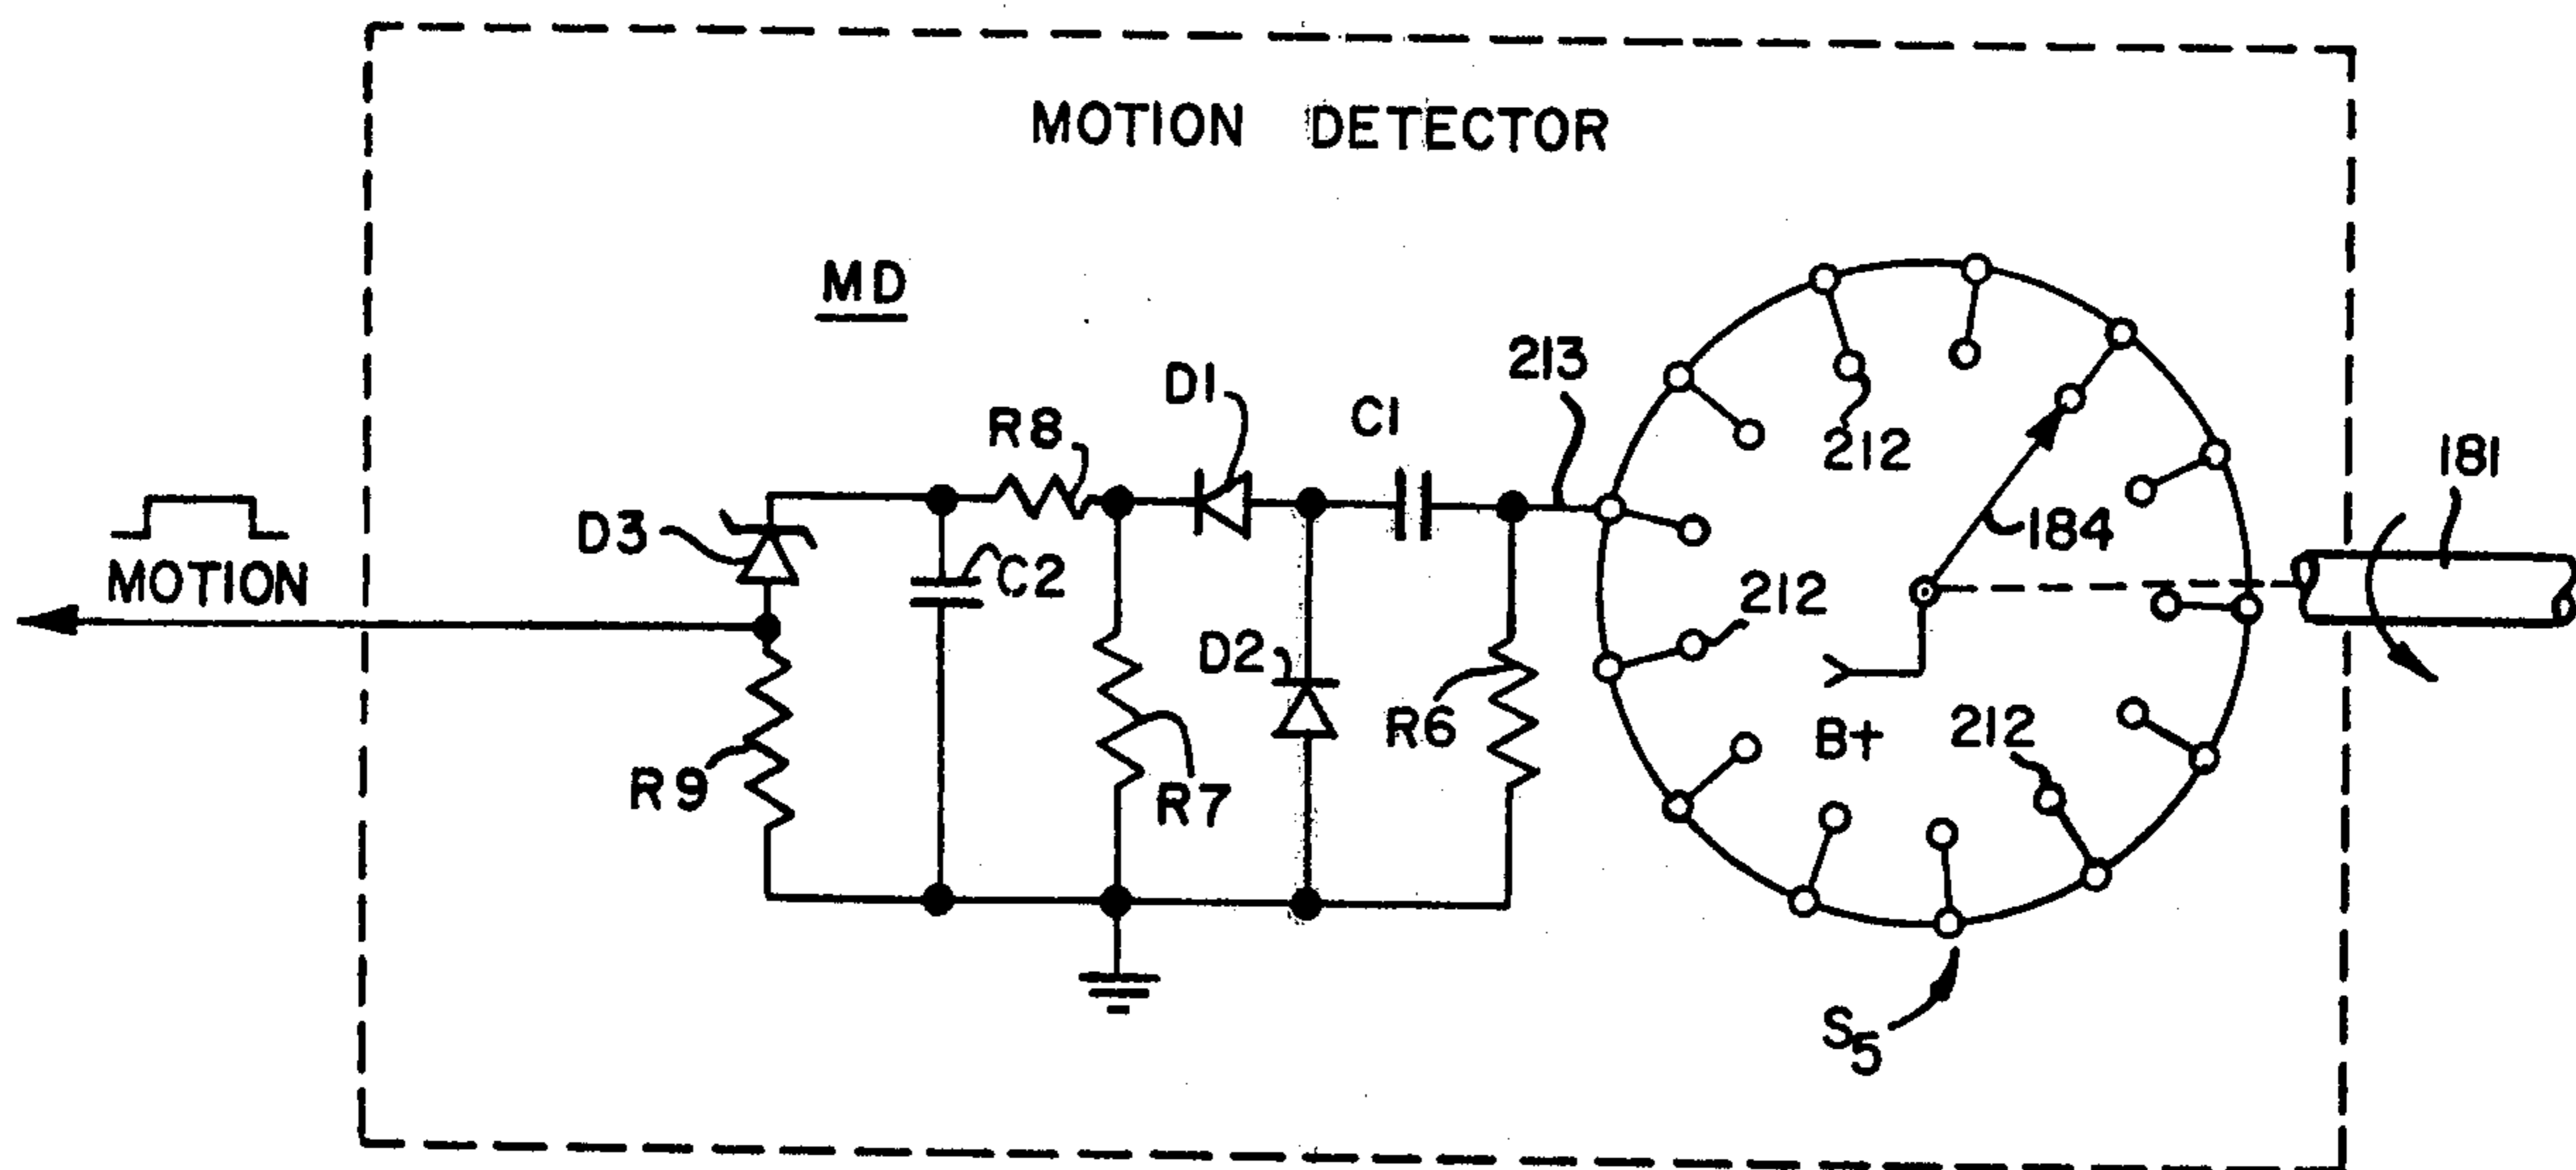 MOTION DETECTOR
MD
D1
C1
213
R8
212
181
184
D3
C2
MOTION
212
D2
R6
B+
212
R9
R7
S5